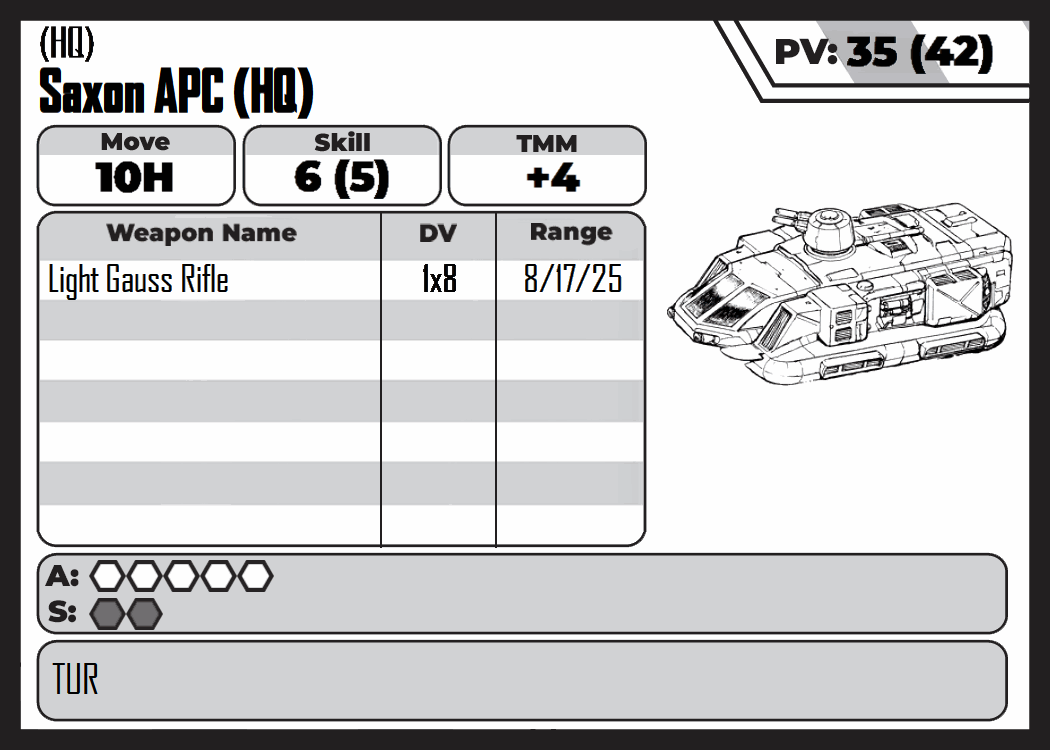 (HQ)
Saxon APC (HQ)
PV: 35 (42)
Move
10H
Skill
6 (5)
TMM
+4
Weapon Name DV Range
Light Gauss Rifle 1x8 8/17/25
A:
S:
TUR